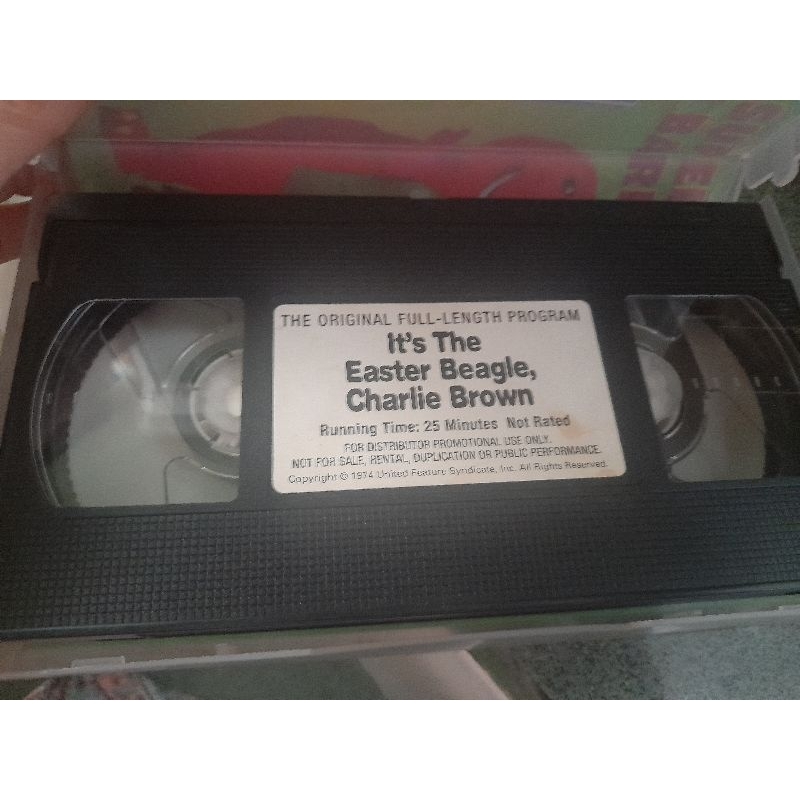 THE ORIGINAL FULL-LENGTH PROGRAM
It's The
Easter Beagle,
Charlie Brown
Running Time: 25 Minutes Not Rated
FOR DISTRIBUTOR PROMOTIONAL USE ONLY.
NOT FOR SALE, RENTAL, DUPLICATION OR PUBLIC PERFORMANCE.
Copyright © 1974 United Feature Syndicate, Inc. All Rights Reserved.